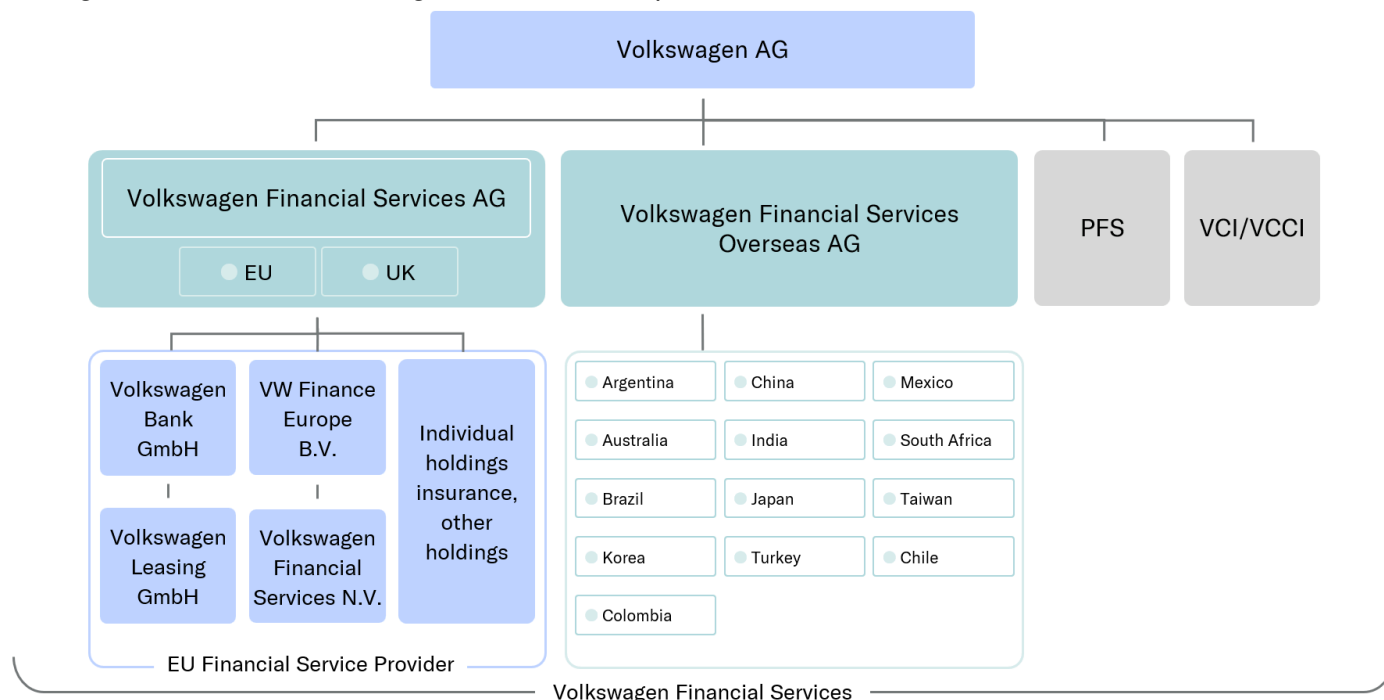 Volkswagen AG
Volkswagen Financial Services AG
EU
UK
Volkswagen Financial Services
Overseas AG
PFS
VCI/VCCI
Volkswagen
Bank
GmbH
VW Finance
Europe
B.V.
Individual
holdings
insurance,
other
holdings
Volkswagen
Leasing
GmbH
Volkswagen
Financial
Services N.V.
EU Financial Service Provider
Argentina
China
Mexico
Australia
India
South Africa
Brazil
Japan
Taiwan
Korea
Turkey
Chile
Colombia
Volkswagen Financial Services